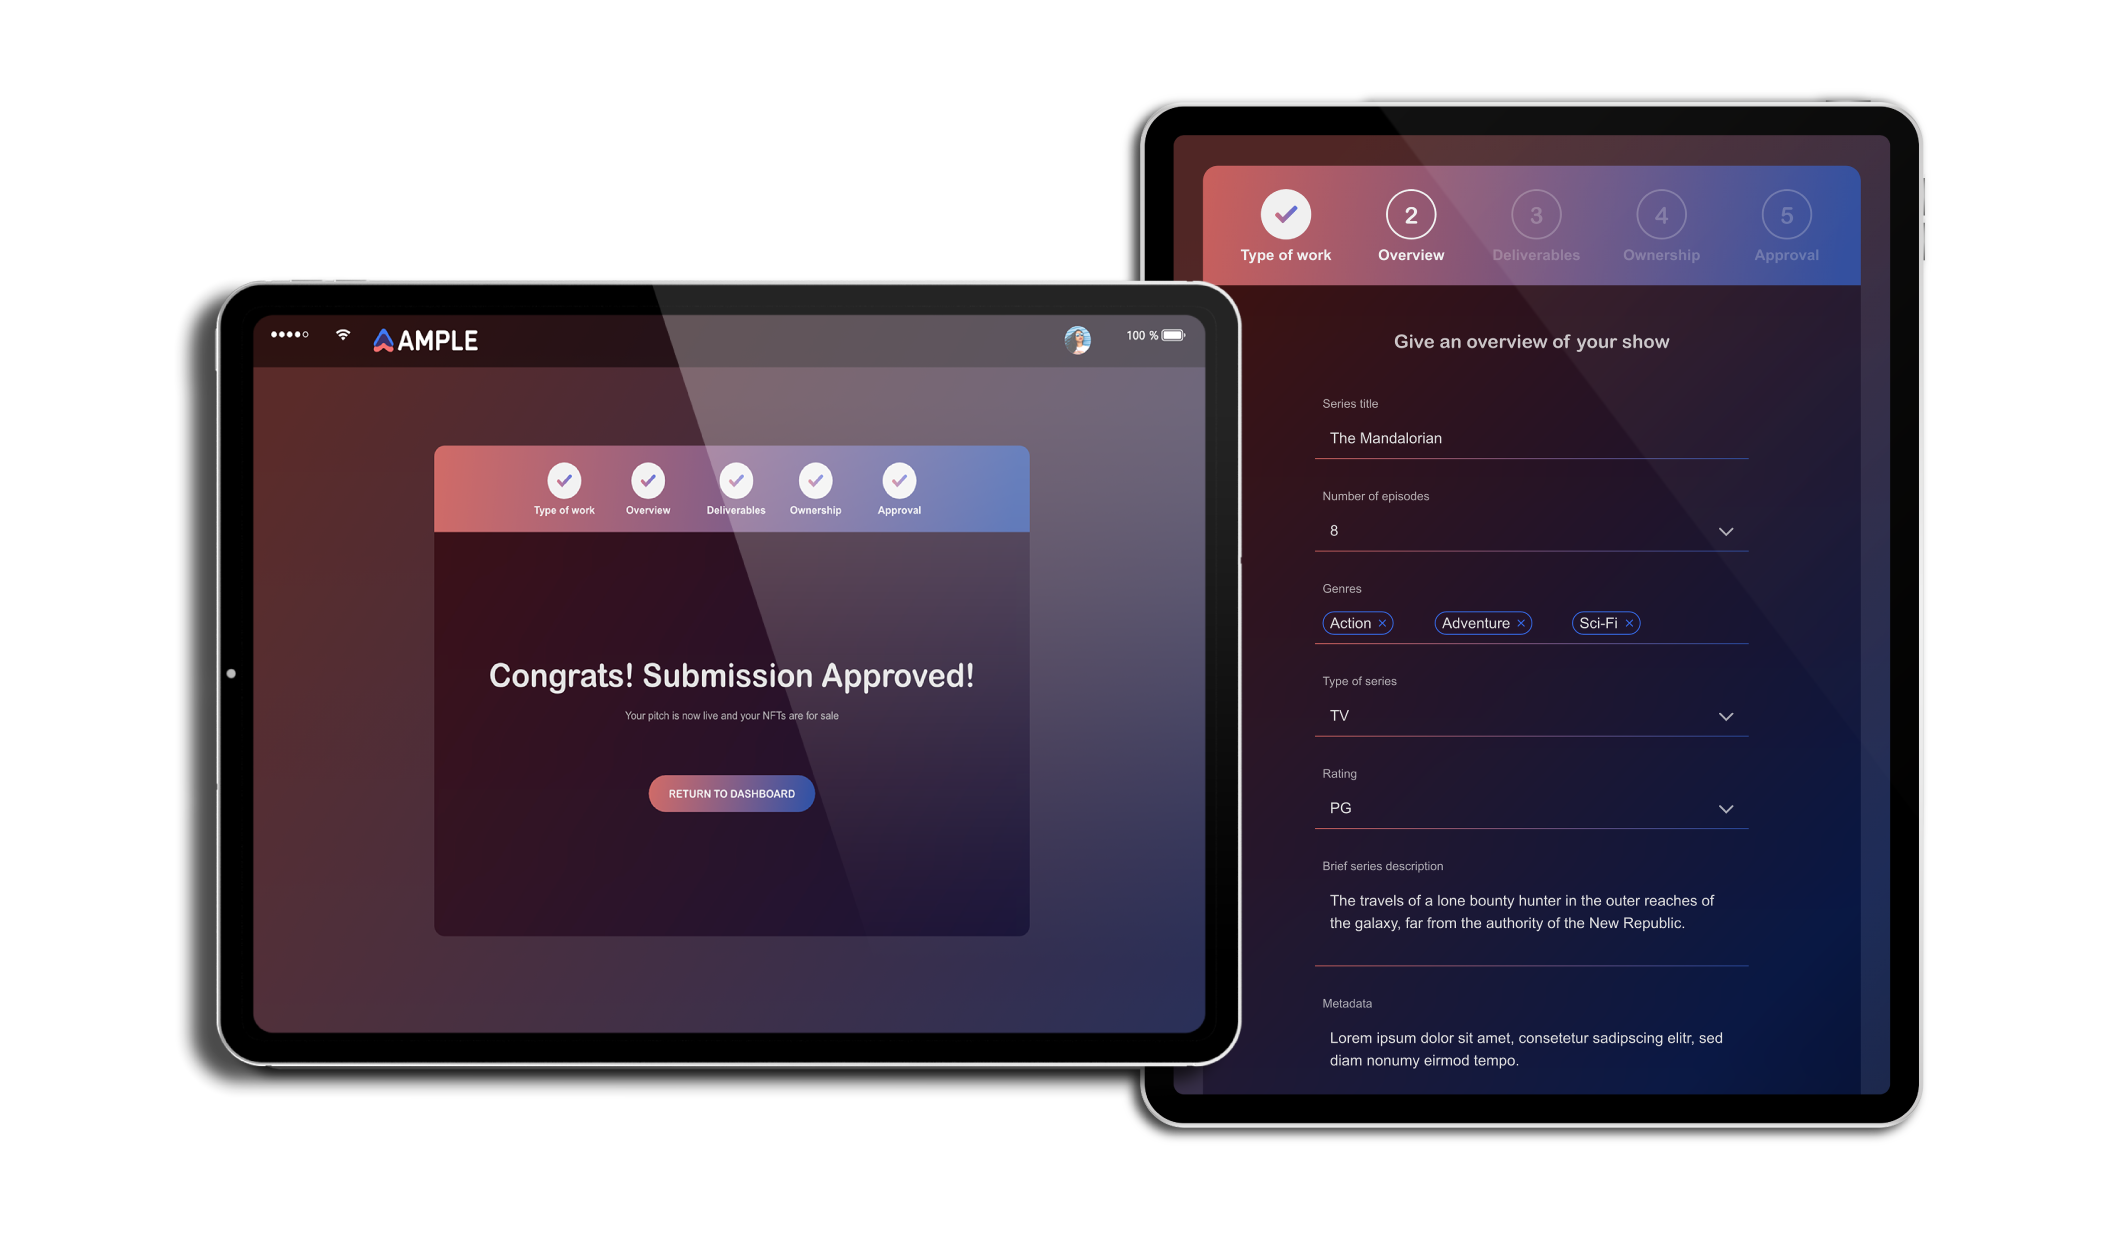 AMPLE
100 %
Type of work
Overview
Deliverables
Ownership
Approval
Congrats! Submission Approved!
Your pitch is now live and your NFTs are for sale
RETURN TO DASHBOARD
2
3
4
5
Type of work
Overview
Deliverables
Ownership
Approval
Give an overview of your show
Series title
The Mandalorian
Number of episodes
8
Genres
Action ×
Adventure ×
Sci-Fi ×
Type of series
TV
Rating
PG
Brief series description
The travels of a lone bounty hunter in the outer reaches of
the galaxy, far from the authority of the New Republic.
Metadata
Lorem ipsum dolor sit amet, consetetur sadipscing elitr, sed
diam nonumy eirmod tempo.